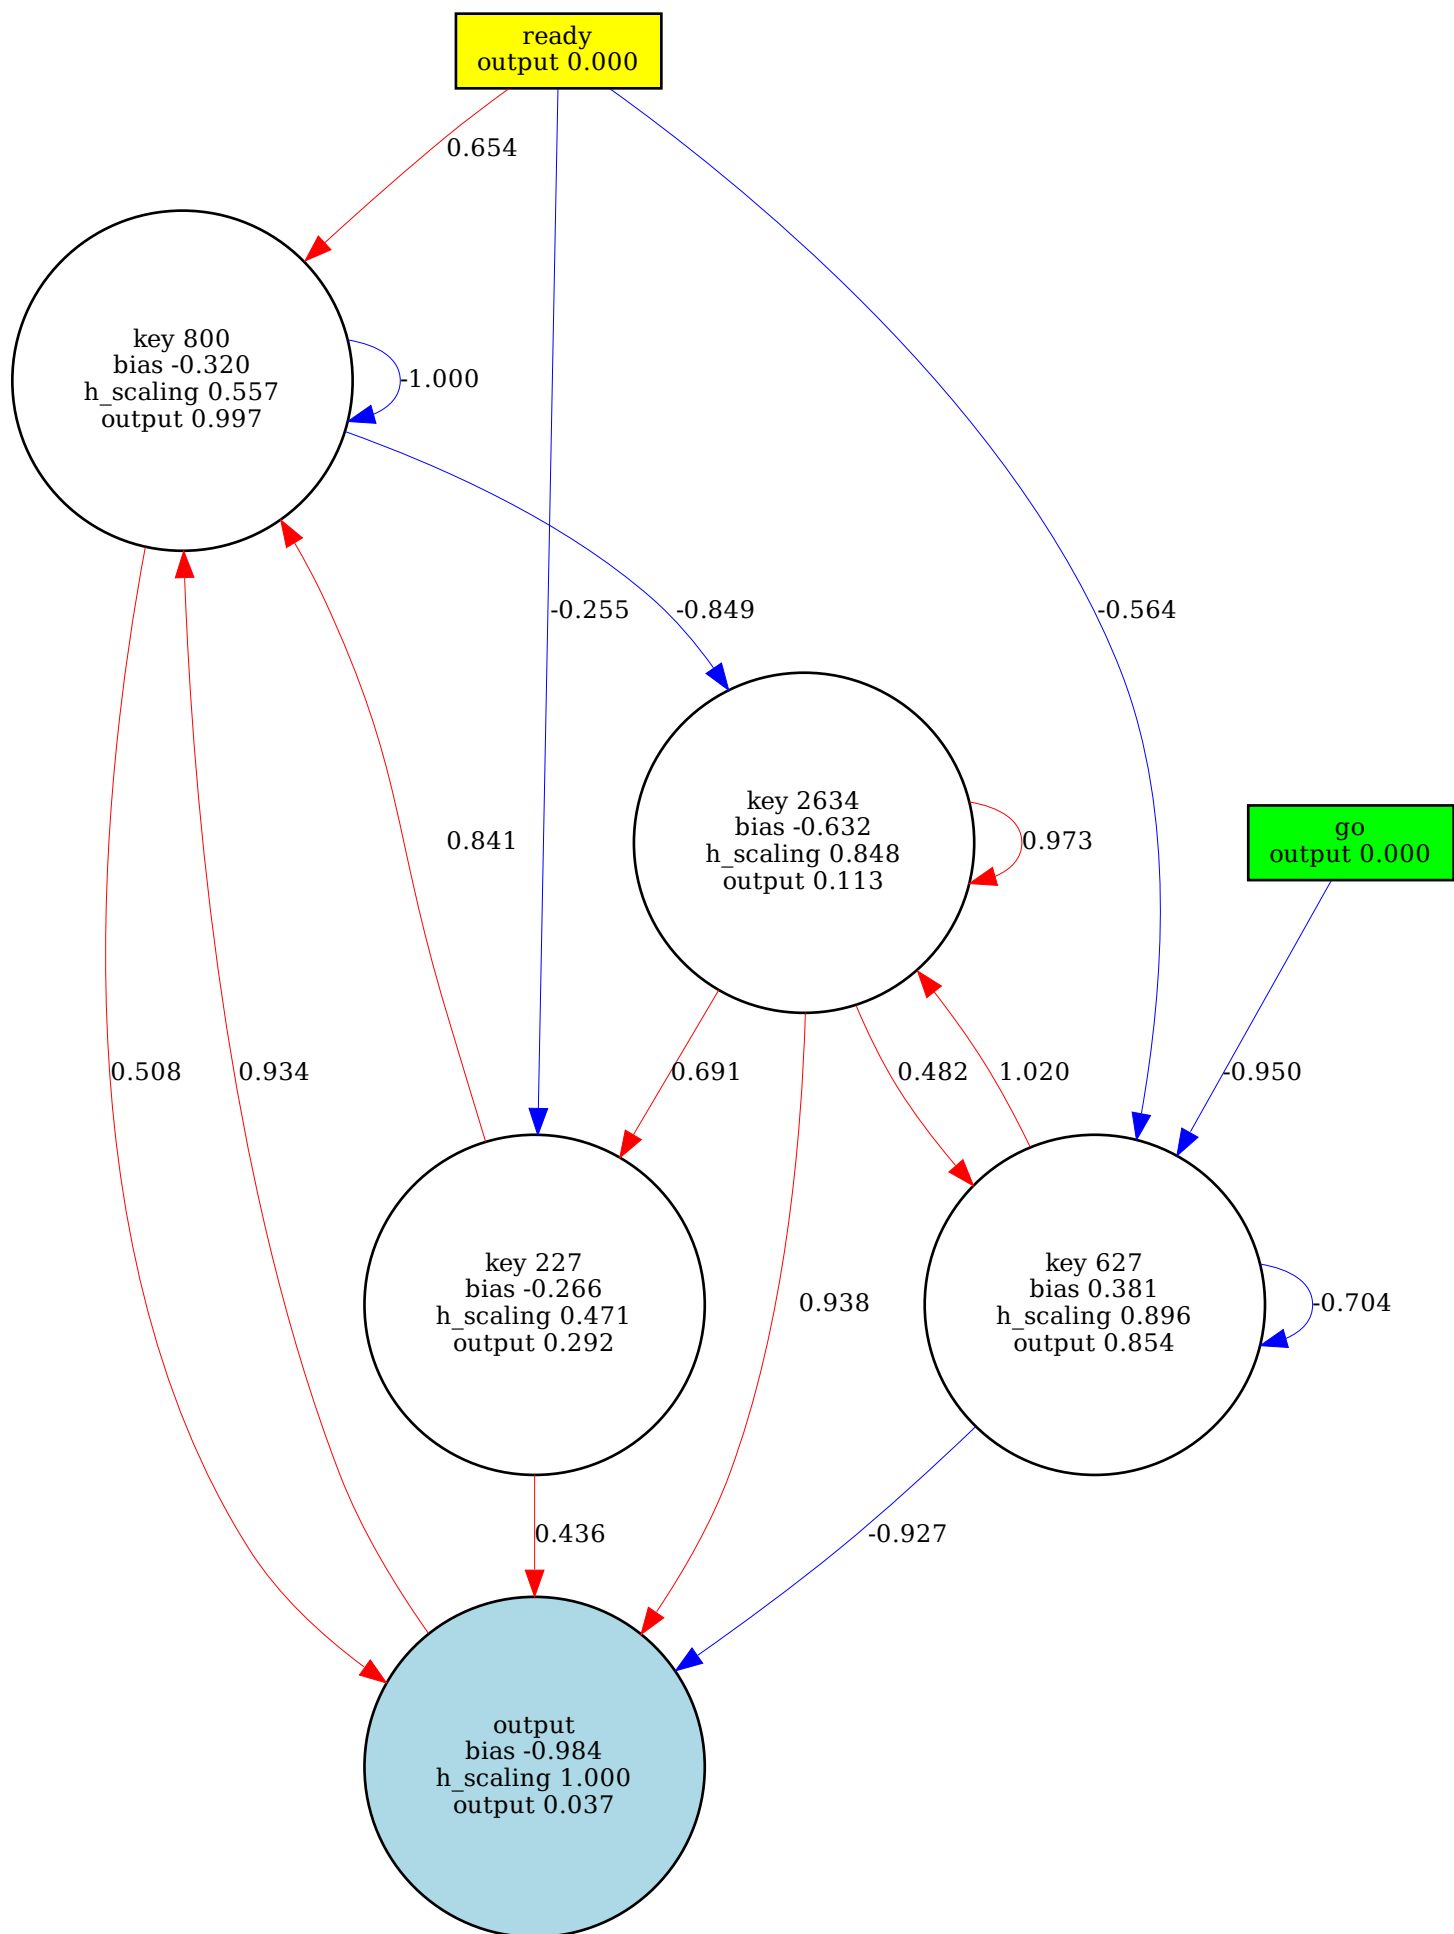 ready
output 0.000
0.654
key 800
bias -0.320
h_scaling 0.557
output 0.997
-1.000
-0.255
-0.849
-0.564
key 2634
bias -0.632
h_scaling 0.848
output 0.113
0.841
0.973
go
output 0.000
0.508
0.934
0.691
0.482
1.020
-0.950
key 227
bias -0.266
h_scaling 0.471
output 0.292
0.938
key 627
bias 0.381
h_scaling 0.896
output 0.854
-0.704
0.436
-0.927
output
bias -0.984
h_scaling 1.000
output 0.037